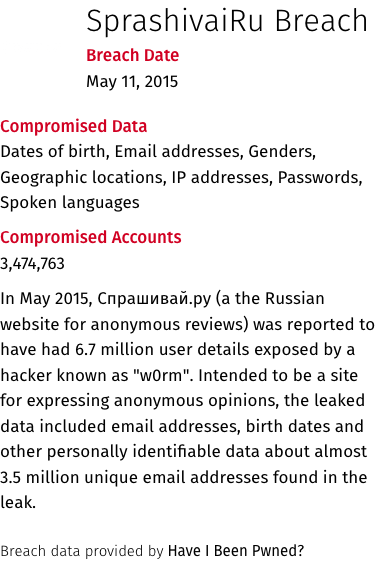 SprashivaiRu Breach
Breach Date
May 11, 2015
Compromised Data
Dates of birth, Email addresses, Genders,
Geographic locations, IP addresses, Passwords,
Spoken languages
Compromised Accounts
3,474,763
In May 2015, Спрашивай.ру (a the Russian
website for anonymous reviews) was reported to
have had 6.7 million user details exposed by a
hacker known as "w0rm". Intended to be a site
for expressing anonymous opinions, the leaked
data included email addresses, birth dates and
other personally identifiable data about almost
3.5 million unique email addresses found in the
leak.
Breach data provided by Have I Been Pwned?